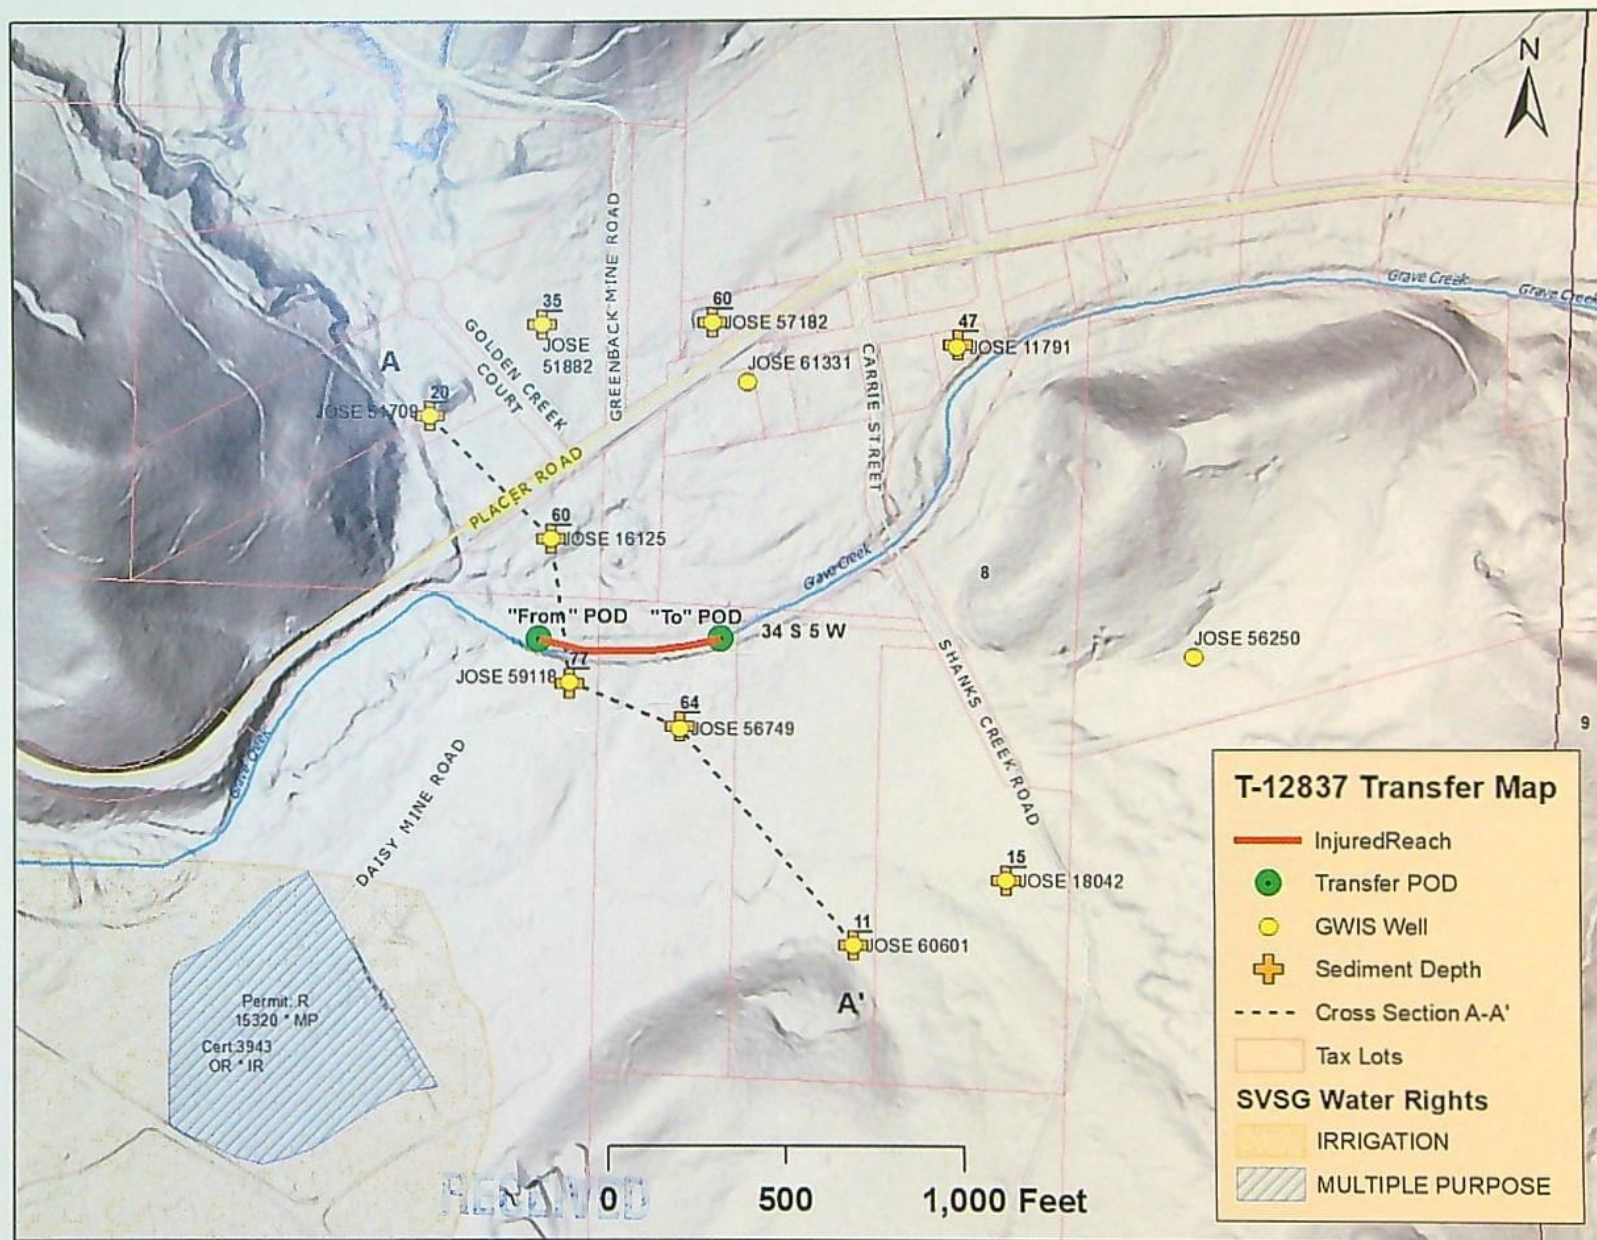 N
Grave Creek
Grave Creek
GREENBACK MINE ROAD
35
JOSE
51882
60
JOSE 57182
47
JOSE 11791
JOSE 61331
GOLDEN CREEK
COURT
CARRIE STREET
A
20
JOSE 51709
PLACER ROAD
60
JOSE 16125
Grave Creek
8
"From" POD
"To" POD
34 S 5 W
JOSE 56250
77
JOSE 59118
64
JOSE 56749
SHANKS CREEK ROAD
9
Grave Creek
DAISY MINE ROAD
15
JOSE 18042
11
JOSE 60601
A'
Permit: R
15320 * MP
Cert:3943
OR * IR
RECEIVED
0 500 1,000 Feet
T-12837 Transfer Map
InjuredReach
Transfer POD
GWIS Well
Sediment Depth
Cross Section A-A'
Tax Lots
SVSG Water Rights
IRRIGATION
MULTIPLE PURPOSE